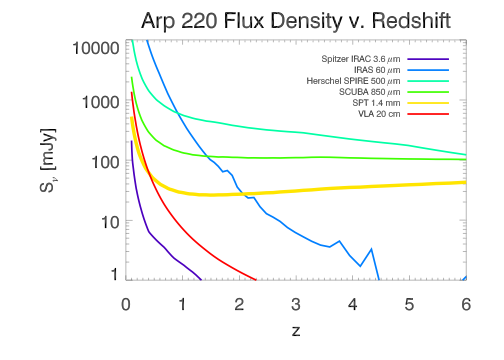 Arp 220 Flux Density v. Redshift
10000
1000
100
10
1
Sν [mJy]
Spitzer IRAC 3.6 μm
IRAS 60 μm
Herschel SPIRE 500 μm
SCUBA 850 μm
SPT 1.4 mm
VLA 20 cm
0 1 2 3 4 5 6
z